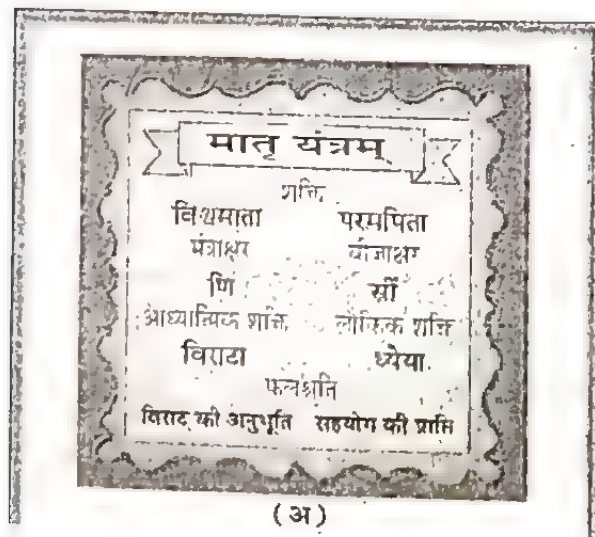 मातृ यंत्रम्
शक्ति
विश्वमाता परमपिता
मंत्राक्षर बीजाक्षर
णि स्रीं
आध्यात्मिक शक्ति लौकिक शक्ति
विराटा ध्येया
फलश्रुति
विराट् की अनुभूति सहयोग की प्राप्ति
(अ)